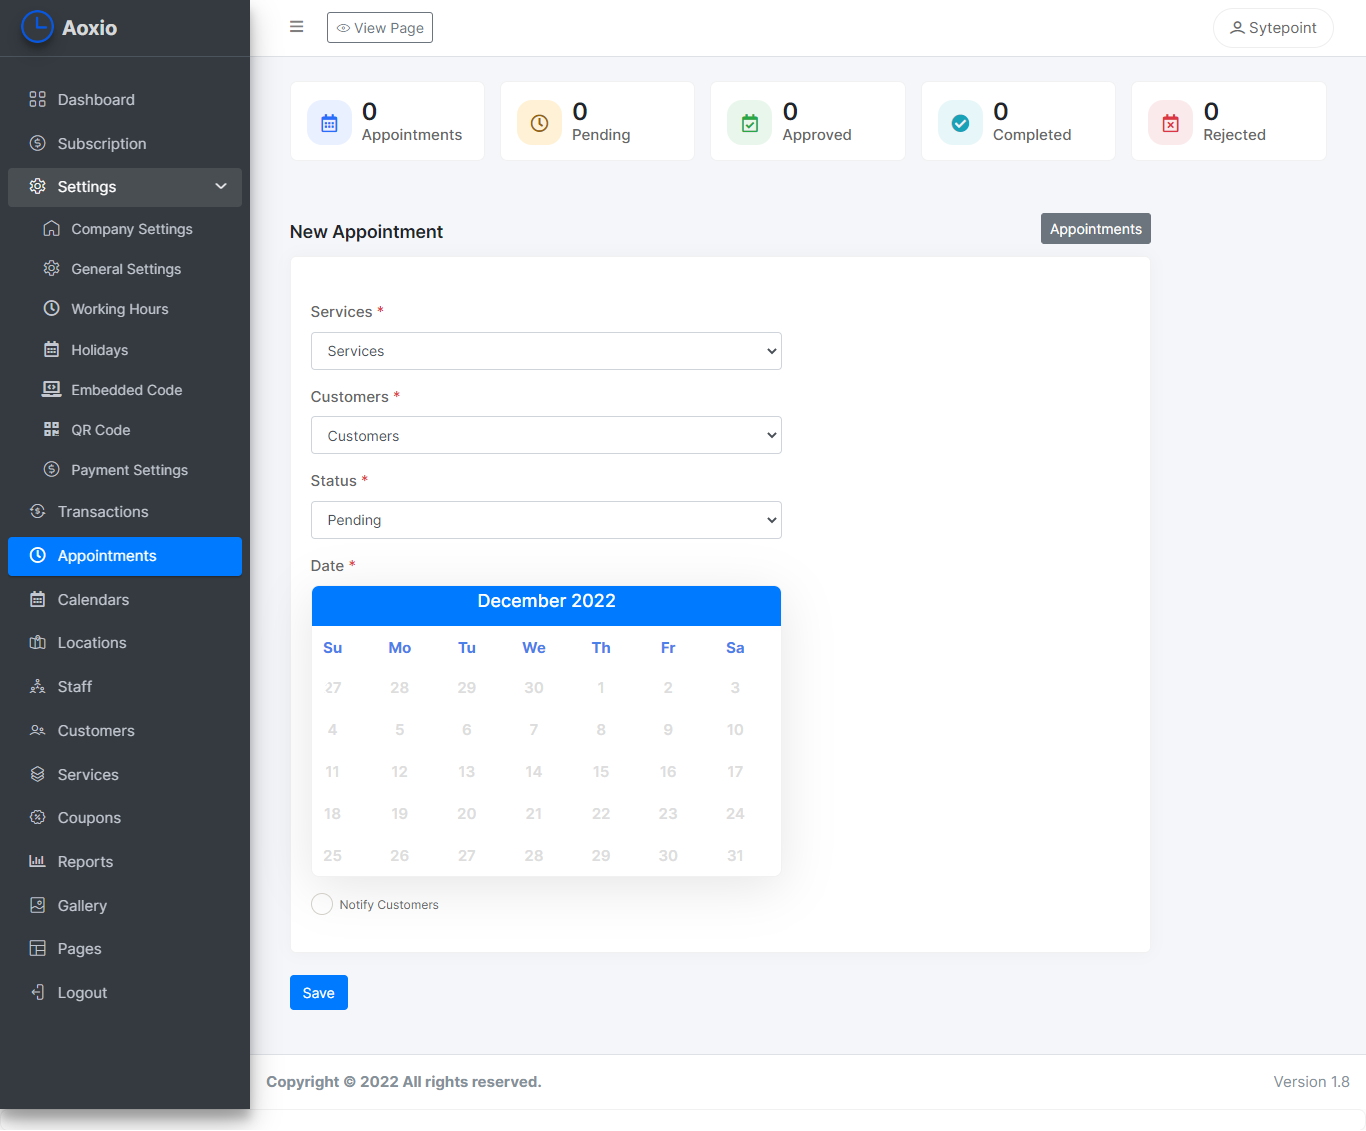 Aoxio
View Page
Sytepoint
Dashboard
Subscription
Settings
Company Settings
General Settings
Working Hours
Holidays
Embedded Code
QR Code
Payment Settings
Transactions
Appointments
Calendars
Locations
Staff
Customers
Services
Coupons
Reports
Gallery
Pages
Logout
0
Appointments
0
Pending
0
Approved
0
Completed
0
Rejected
New Appointment
Appointments
Services *
Services
Customers *
Customers
Status *
Pending
Date *
December 2022
Su Mo Tu We Th Fr Sa
27 28 29 30 1 2 3
4 5 6 7 8 9 10
11 12 13 14 15 16 17
18 19 20 21 22 23 24
25 26 27 28 29 30 31
Notify Customers
Save
Copyright © 2022 All rights reserved.
Version 1.8